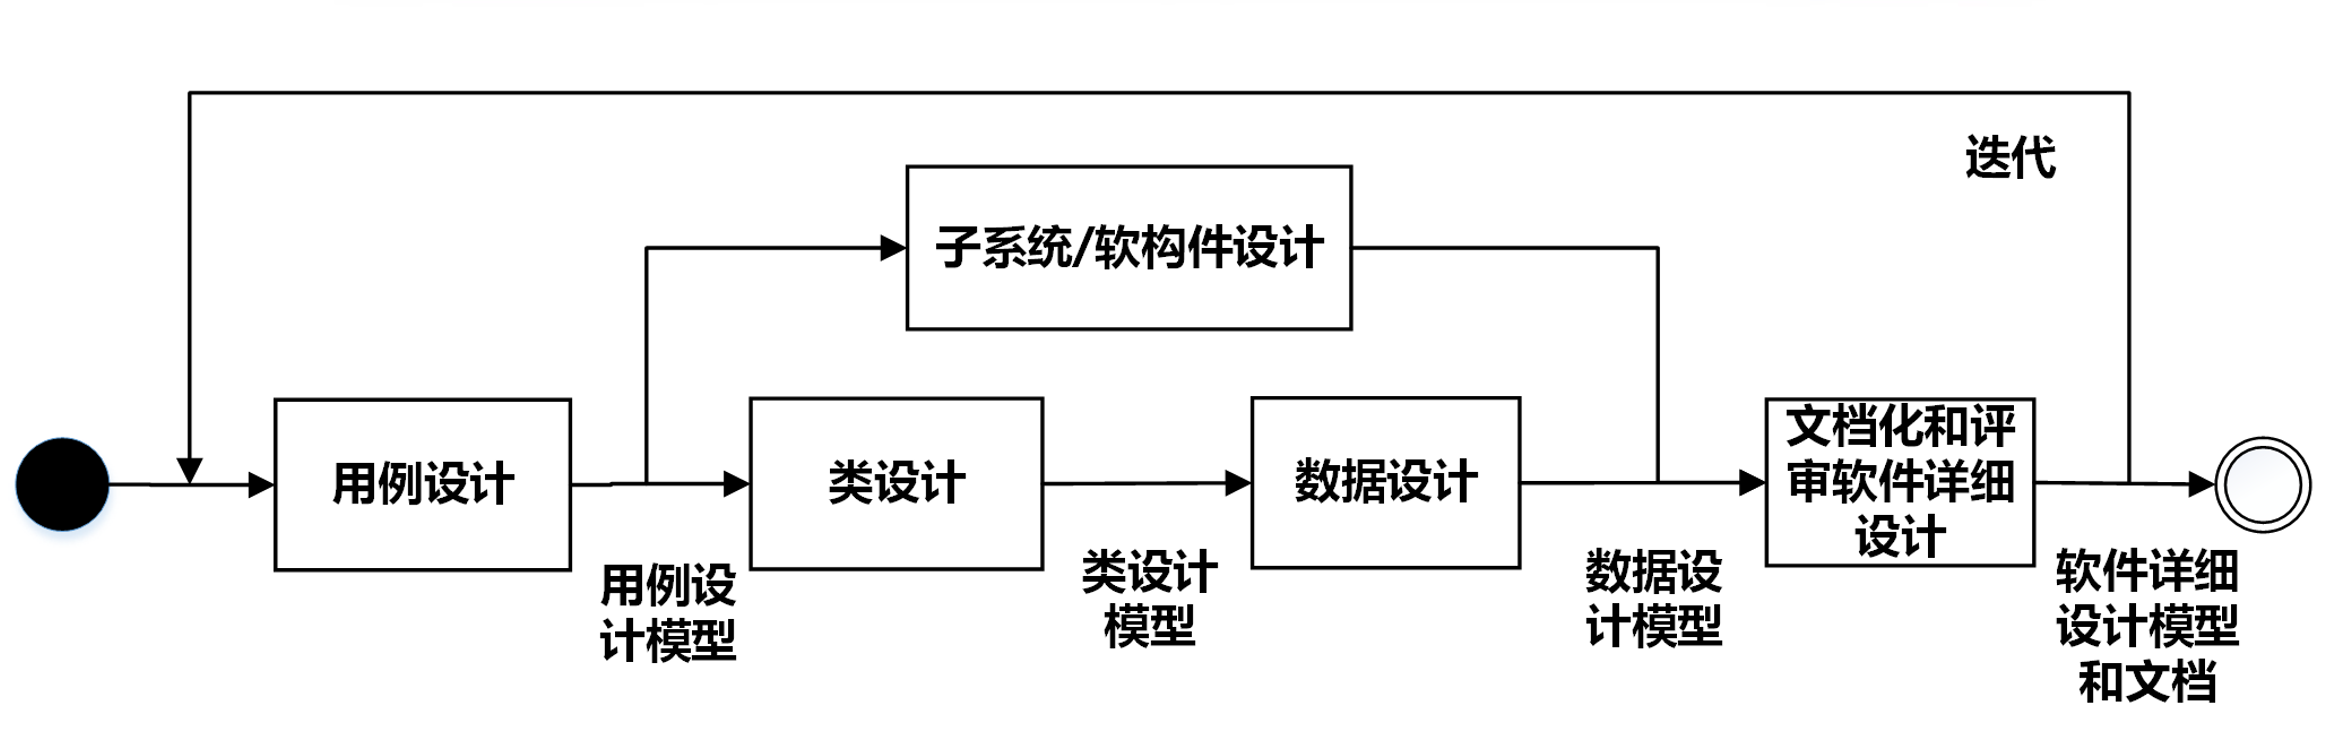 迭代
子系统/软构件设计
用例设计
类设计
数据设计
文档化和评
审软件详细
设计
用例设
计模型
类设计
模型
数据设
计模型
软件详细
设计模型
和文档